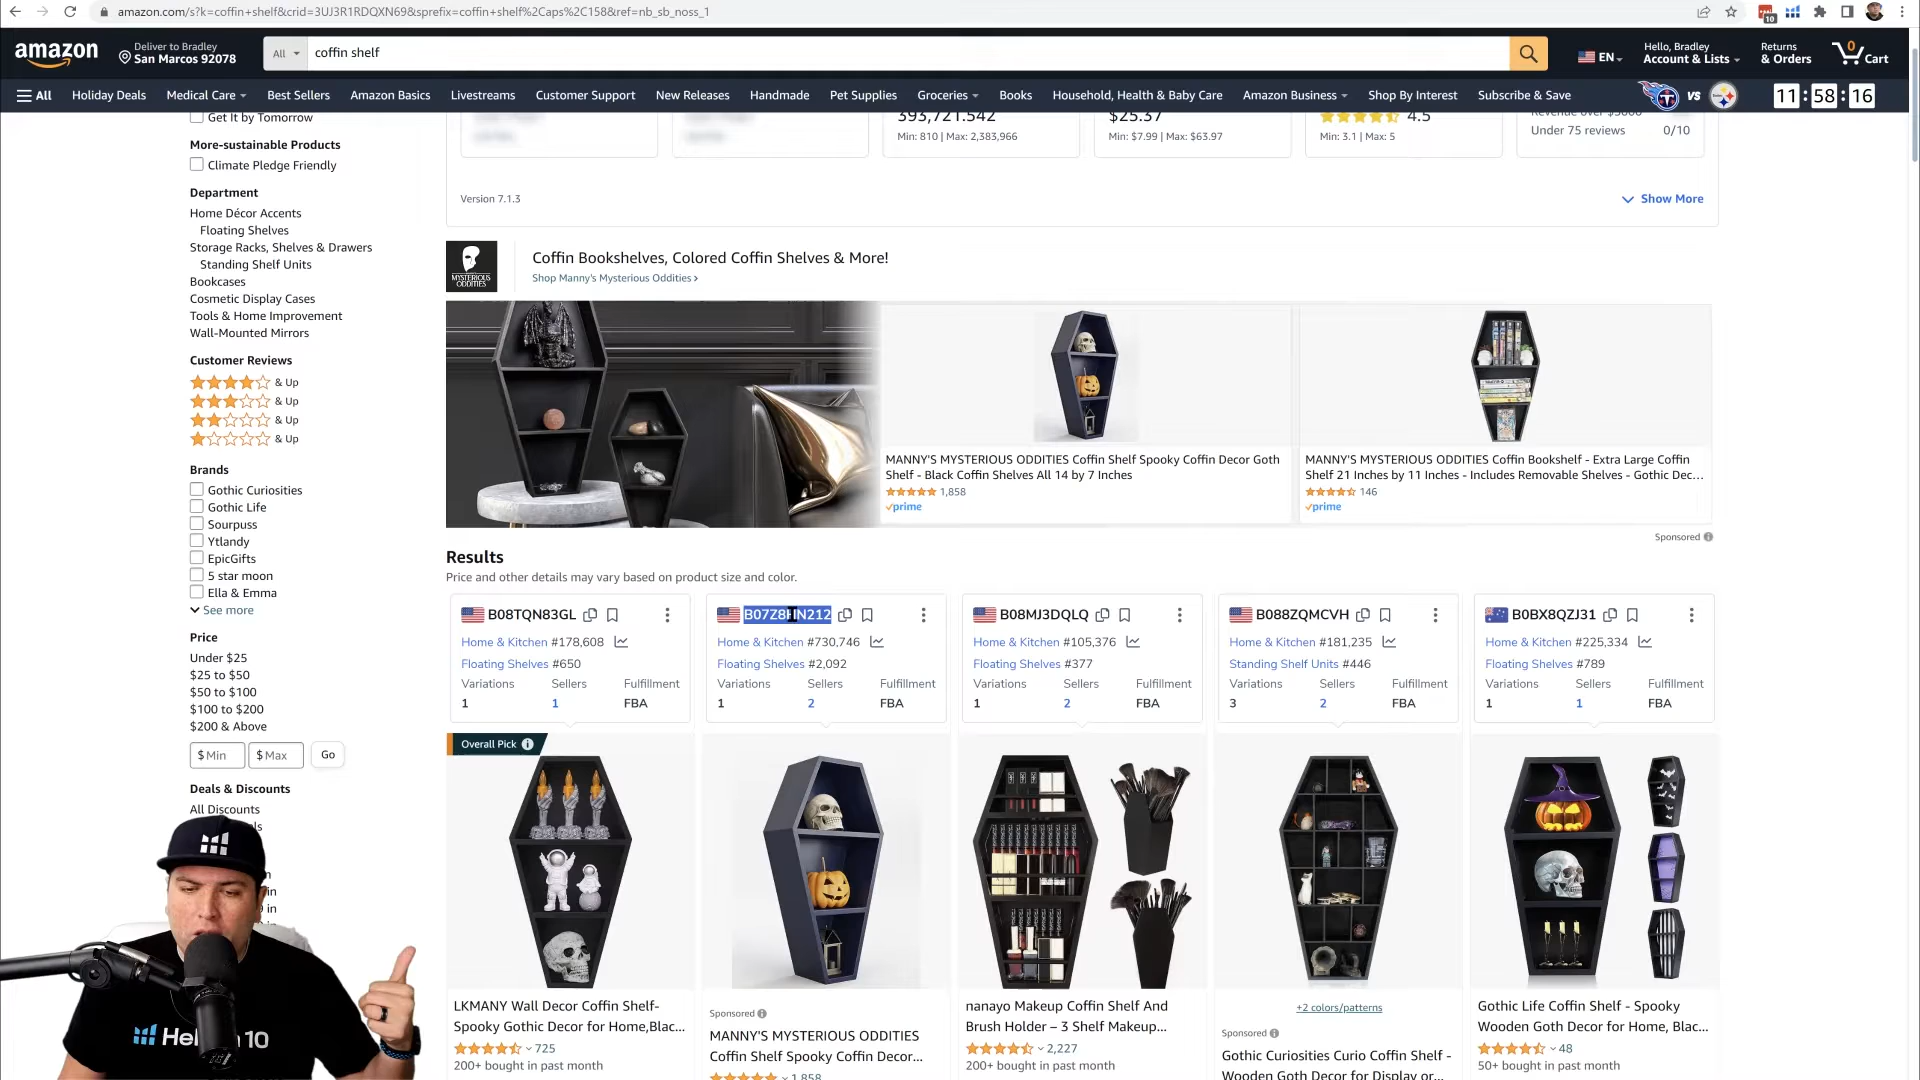 amazon.com/s?k=coffin+shelf&crid=3UJ3R1RDQXN69&sprefix=coffin+shelf%2Caps%2C158&ref=nb_sb_noss_1
10
amazon
Deliver to Bradley
San Marcos 92078
All
coffin shelf
EN
Hello, Bradley
Account & Lists
Returns
& Orders
0
Cart
All
Holiday Deals
Medical Care
Best Sellers
Amazon Basics
Livestreams
Customer Support
New Releases
Handmade
Pet Supplies
Groceries
Books
Household, Health & Baby Care
Amazon Business
Shop By Interest
Subscribe & Save
VS
11:58:16
Get It by Tomorrow
More-sustainable Products
Climate Pledge Friendly
Department
Home Décor Accents
Floating Shelves
Storage Racks, Shelves & Drawers
Standing Shelf Units
Bookcases
Cosmetic Display Cases
Tools & Home Improvement
Wall-Mounted Mirrors
Customer Reviews
& Up
& Up
& Up
& Up
Brands
Gothic Curiosities
Gothic Life
Sourpuss
Ytlandy
EpicGifts
5 star moon
Ella & Emma
See more
Price
Under $25
$25 to $50
$50 to $100
$100 to $200
$200 & Above
$ Min
$ Max
Go
Deals & Discounts
All Discounts
393,721.542
Min: 810 | Max: 2,383,966
$25.37
Min: $7.99 | Max: $63.97
4.5
Min: 3.1 | Max: 5
Revenue over $5000
Under 75 reviews
0/10
Version 7.1.3
Show More
MYSTERIOUS
ODDITIES
Coffin Bookshelves, Colored Coffin Shelves & More!
Shop Manny's Mysterious Oddities ›
MANNY'S MYSTERIOUS ODDITIES Coffin Shelf Spooky Coffin Decor Goth
Shelf - Black Coffin Shelves All 14 by 7 Inches
1,858
prime
MANNY'S MYSTERIOUS ODDITIES Coffin Bookshelf - Extra Large Coffin
Shelf 21 Inches by 11 Inches - Includes Removable Shelves - Gothic Dec...
146
prime
Sponsored
Results
Price and other details may vary based on product size and color.
B08TQN83GL
Home & Kitchen #178,608
Floating Shelves #650
Variations Sellers Fulfillment
1 1 FBA
B07Z8HN212
Home & Kitchen #730,746
Floating Shelves #2,092
Variations Sellers Fulfillment
1 2 FBA
B08MJ3DQLQ
Home & Kitchen #105,376
Floating Shelves #377
Variations Sellers Fulfillment
1 2 FBA
B088ZQMCVH
Home & Kitchen #181,235
Standing Shelf Units #446
Variations Sellers Fulfillment
3 2 FBA
B0BX8QZJ31
Home & Kitchen #225,334
Floating Shelves #789
Variations Sellers Fulfillment
1 1 FBA
Overall Pick
LKMANY Wall Decor Coffin Shelf-
Spooky Gothic Decor for Home,Blac...
725
200+ bought in past month
Sponsored
MANNY'S MYSTERIOUS ODDITIES
Coffin Shelf Spooky Coffin Decor...
1,858
nanayo Makeup Coffin Shelf And
Brush Holder – 3 Shelf Makeup...
2,227
200+ bought in past month
+2 colors/patterns
Sponsored
Gothic Curiosities Curio Coffin Shelf -
Wooden Goth Decor for Display or...
Gothic Life Coffin Shelf - Spooky
Wooden Goth Decor for Home, Blac...
48
50+ bought in past month
10